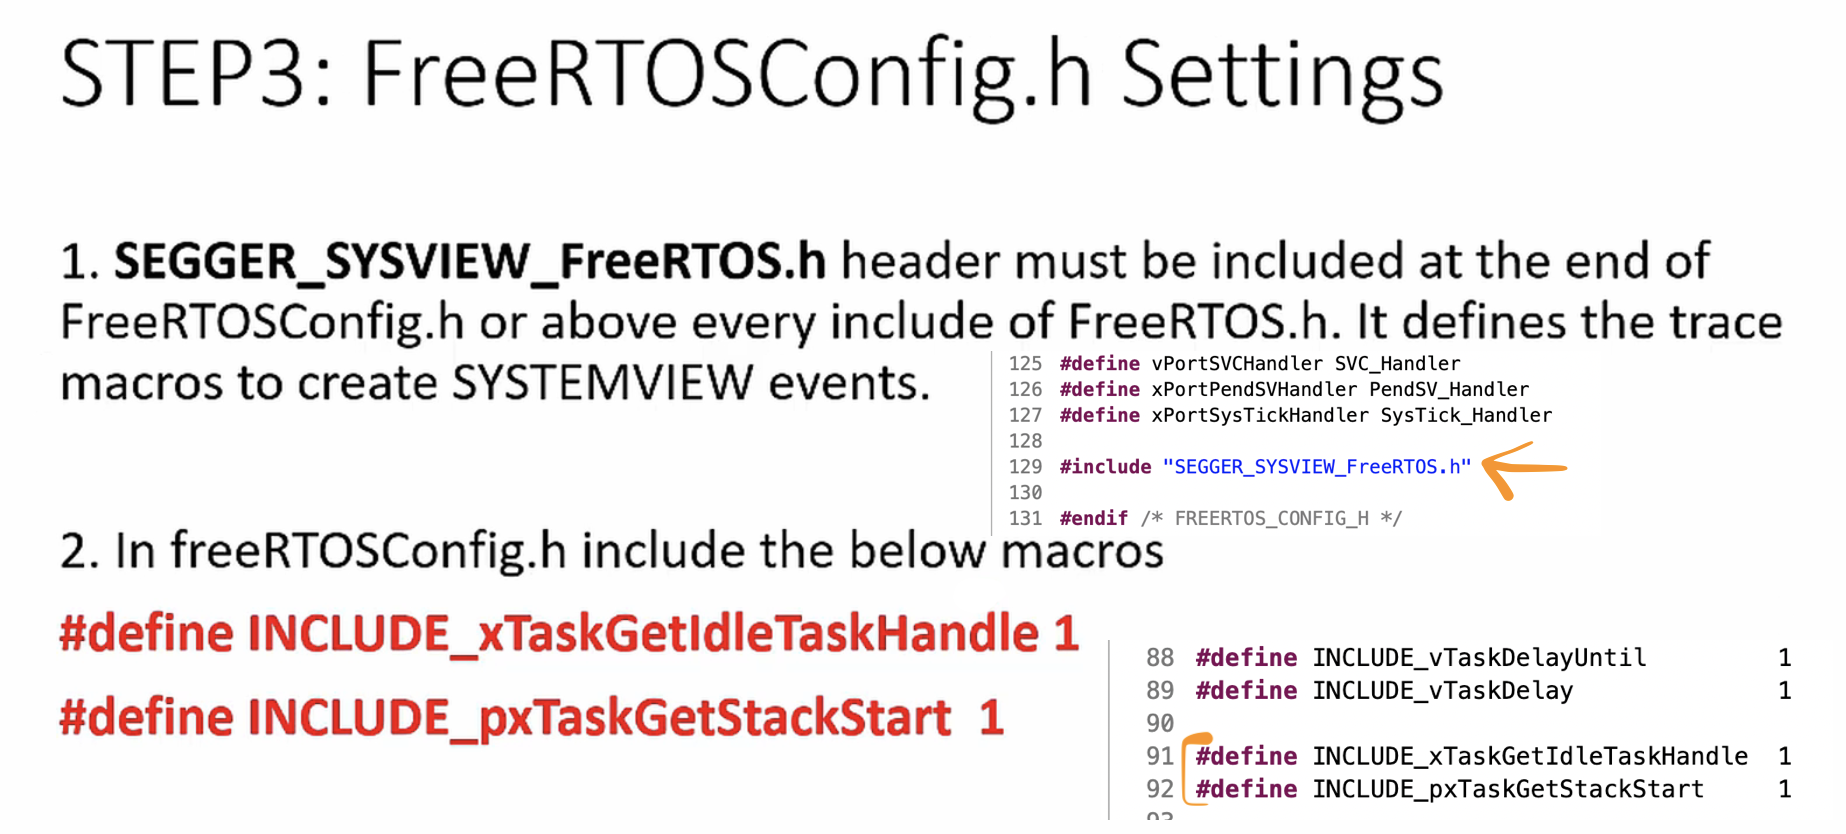 STEP3: FreeRTOSConfig.h Settings
1. SEGGER_SYSVIEW_FreeRTOS.h header must be included at the end of
FreeRTOSConfig.h or above every include of FreeRTOS.h. It defines the trace
macros to create SYSTEMVIEW events.
125 #define vPortSVCHandler SVC_Handler
126 #define xPortPendSVHandler PendSV_Handler
127 #define xPortSysTickHandler SysTick_Handler
128
129 #include "SEGGER_SYSVIEW_FreeRTOS.h"
130
131 #endif /* FREERTOS_CONFIG_H */
2. In freeRTOSConfig.h include the below macros
#define INCLUDE_xTaskGetIdleTaskHandle 1
#define INCLUDE_pxTaskGetStackStart 1
88 #define INCLUDE_vTaskDelayUntil 1
89 #define INCLUDE_vTaskDelay 1
90
91 #define INCLUDE_xTaskGetIdleTaskHandle 1
92 #define INCLUDE_pxTaskGetStackStart 1